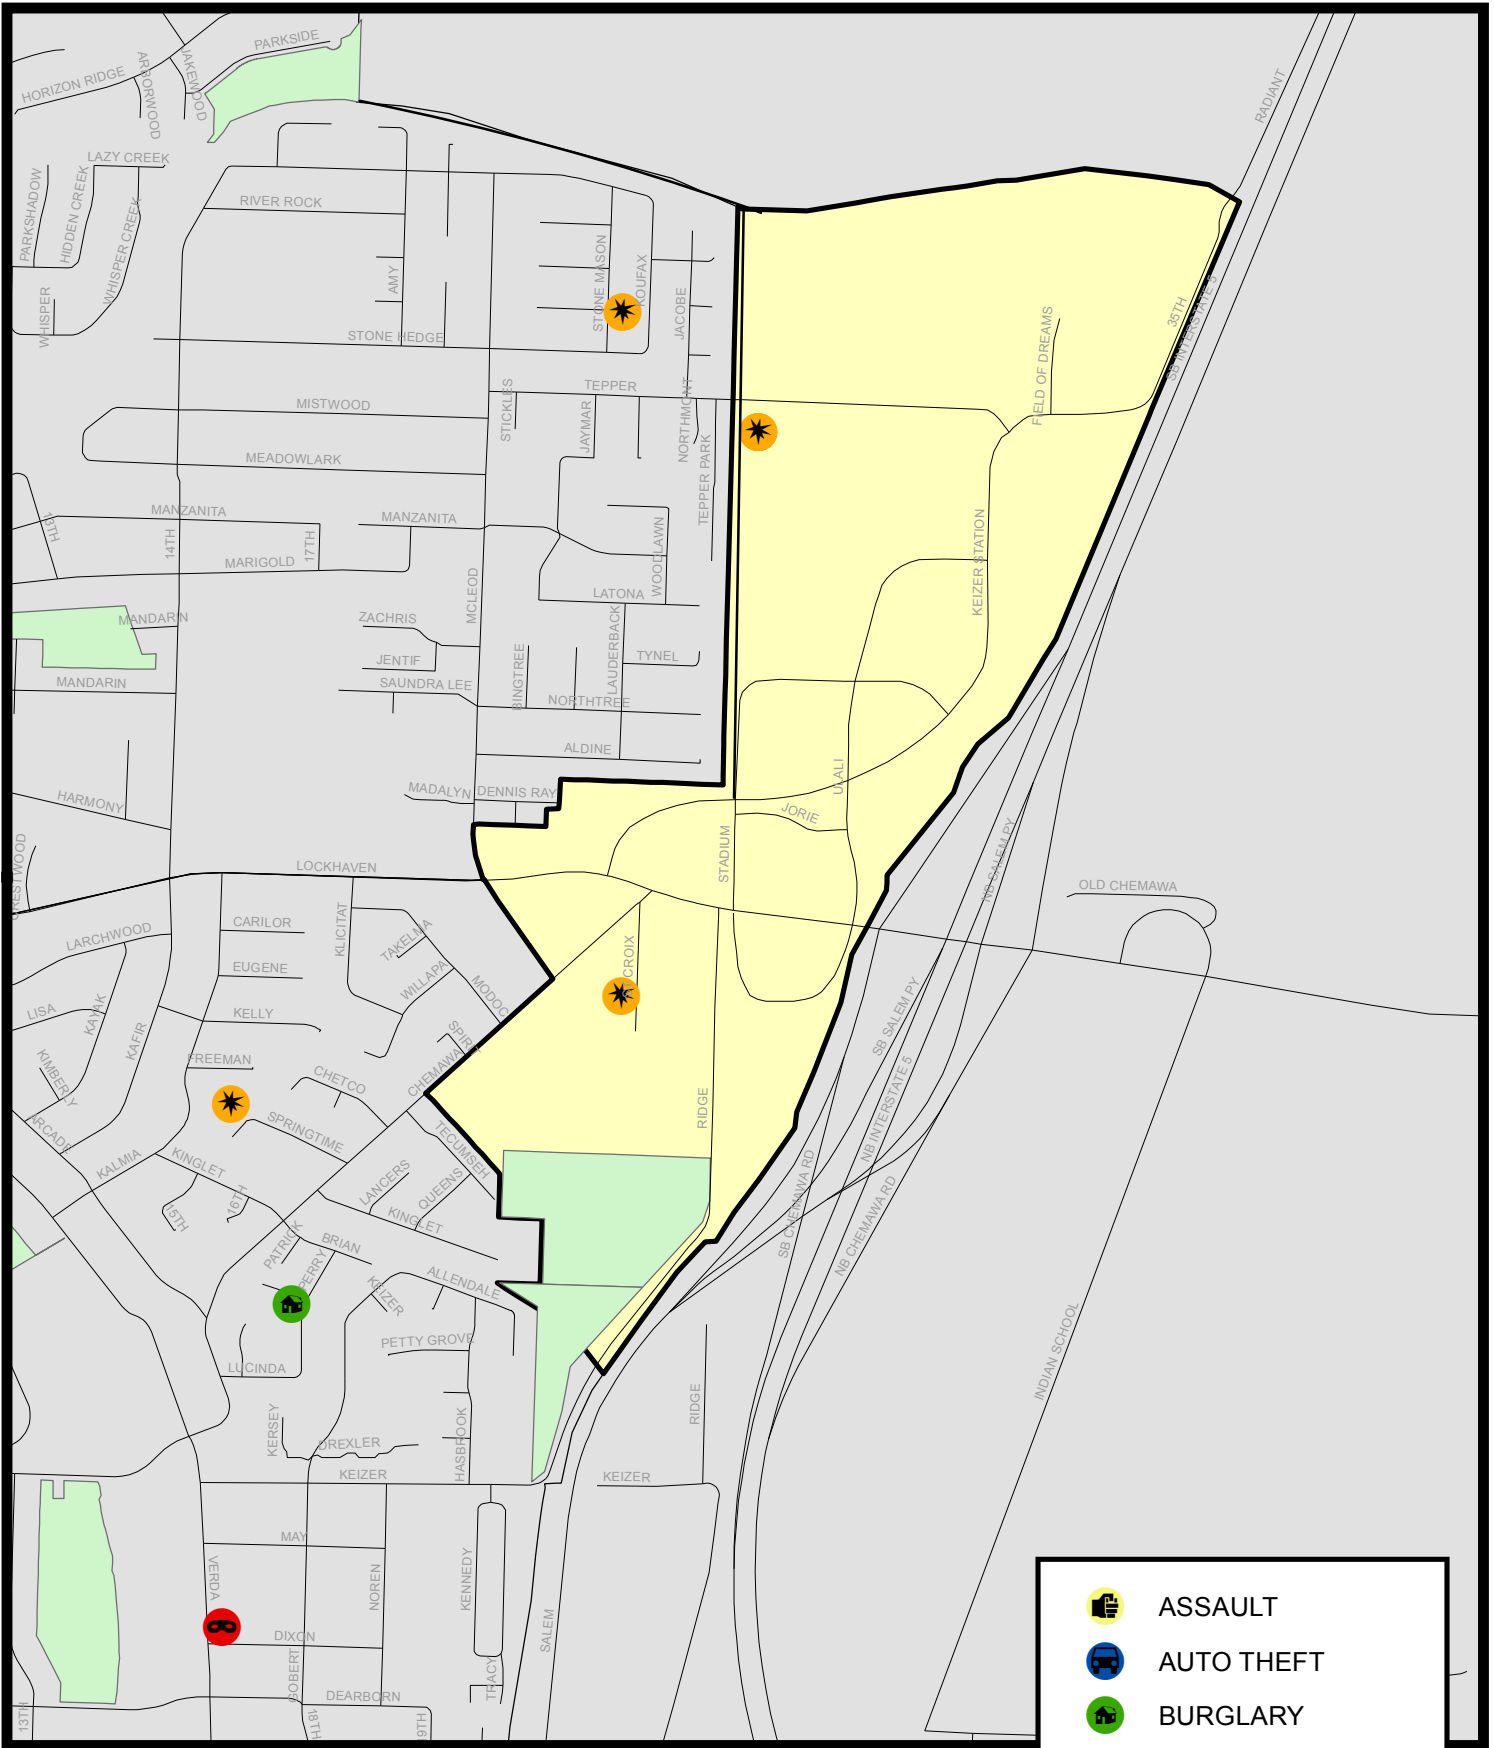 PARKSIDE
HORIZON RIDGE
ARBORWOOD
JAKEWOOD
RADIANT
LAZY CREEK
PARKSHADOW
HIDDEN CREEK
WHISPER CREEK
RIVER ROCK
AMY
STONE MASON
KOUFAX
JACOBE
WHISPER
STONE HEDGE
35TH
SB INTERSTATE 5
FIELD OF DREAMS
TEPPER
STICKLES
JAYMAR
NORTHMONT
MISTWOOD
TEPPER PARK
MEADOWLARK
MANZANITA
MANZANITA
13TH
14TH
17TH
MARIGOLD
WOODLAWN
KEIZER STATION
MCLEOD
LATONA
MANDARIN
ZACHRIS
LAUDERBACK
JENTIF
TYNEL
BINGTREE
MANDARIN
SAUNDRA LEE
NORTHTREE
ALDINE
ULALI
MADALYN
DENNIS RAY
HARMONY
JORIE
STADIUM
NB SALEM PY
LOCKHAVEN
OLD CHEMAWA
CARILOR
KLICITAT
TAKELMA
LARCHWOOD
EUGENE
WILLAPA
MODOC
LISA
KAYAK
KAFIR
KELLY
SPIRIT
SB SALEM PY
KIMBERLY
FREEMAN
CHETCO
CHEMAWA
RIDGE
NB INTERSTATE 5
ARCADE
SPRINGTIME
TECUMSEH
KALMIA
KINGLET
LANCERS
QUEENS
SB CHEMAWA RD
NB CHEMAWA RD
15TH
16TH
KINGLET
PATRICK
BRIAN
PERRY
KEIZER
ALLENDALE
PETTY GROVE
LUCINDA
INDIAN SCHOOL
RIDGE
KERSEY
DREXLER
HASBROOK
KEIZER
KEIZER
MAY
VERDA
NOREN
KENNEDY
DIXON
SALEM
GOBERT
TRACY
DEARBORN
13TH
18TH
ASSAULT
AUTO THEFT
BURGLARY